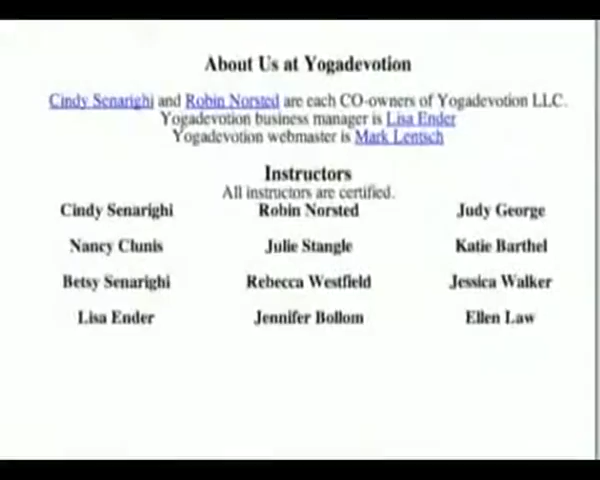 About Us at Yogadevotion
Cindy Senarighi and Robin Norsted are each CO-owners of Yogadevotion LLC.
Yogadevotion business manager is Lisa Ender
Yogadevotion webmaster is Mark Lentsch
Instructors
All instructors are certified.
Cindy Senarighi Robin Norsted Judy George
Nancy Clunis Julie Stangle Katie Barthel
Betsy Senarighi Rebecca Westfield Jessica Walker
Lisa Ender Jennifer Bollom Ellen Law